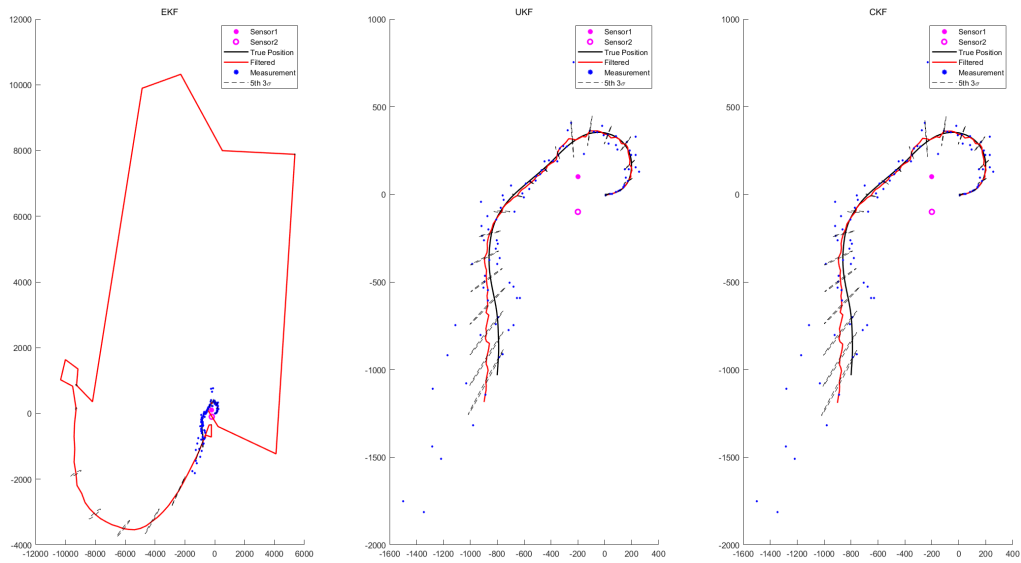 EKF
12000
10000
8000
6000
4000
2000
0
-2000
-4000
-12000 -10000 -8000 -6000 -4000 -2000 0 2000 4000 6000
Sensor1
Sensor2
True Position
Filtered
Measurement
5th 3σ
UKF
1000
500
0
-500
-1000
-1500
-2000
-1600 -1400 -1200 -1000 -800 -600 -400 -200 0 200 400
Sensor1
Sensor2
True Position
Filtered
Measurement
5th 3σ
CKF
1000
500
0
-500
-1000
-1500
-2000
-1600 -1400 -1200 -1000 -800 -600 -400 -200 0 200 400
Sensor1
Sensor2
True Position
Filtered
Measurement
5th 3σ